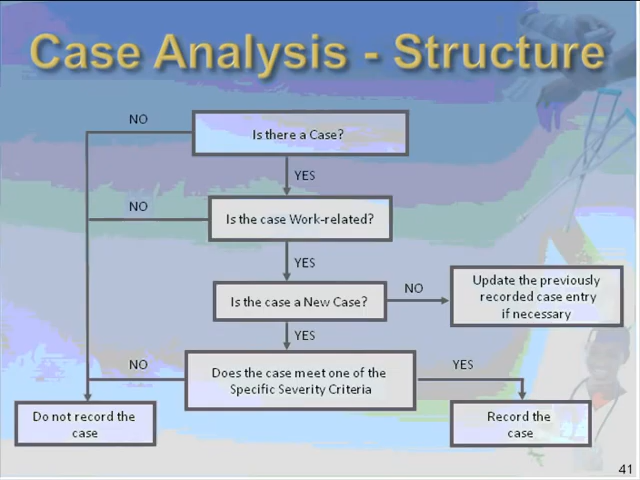 Case Analysis - Structure
NO
Is there a Case?
YES
NO
Is the case Work-related?
YES
Is the case a New Case?
NO
Update the previously
recorded case entry
if necessary
YES
NO
Does the case meet one of the
Specific Severity Criteria
YES
Do not record the
case
Record the
case
41